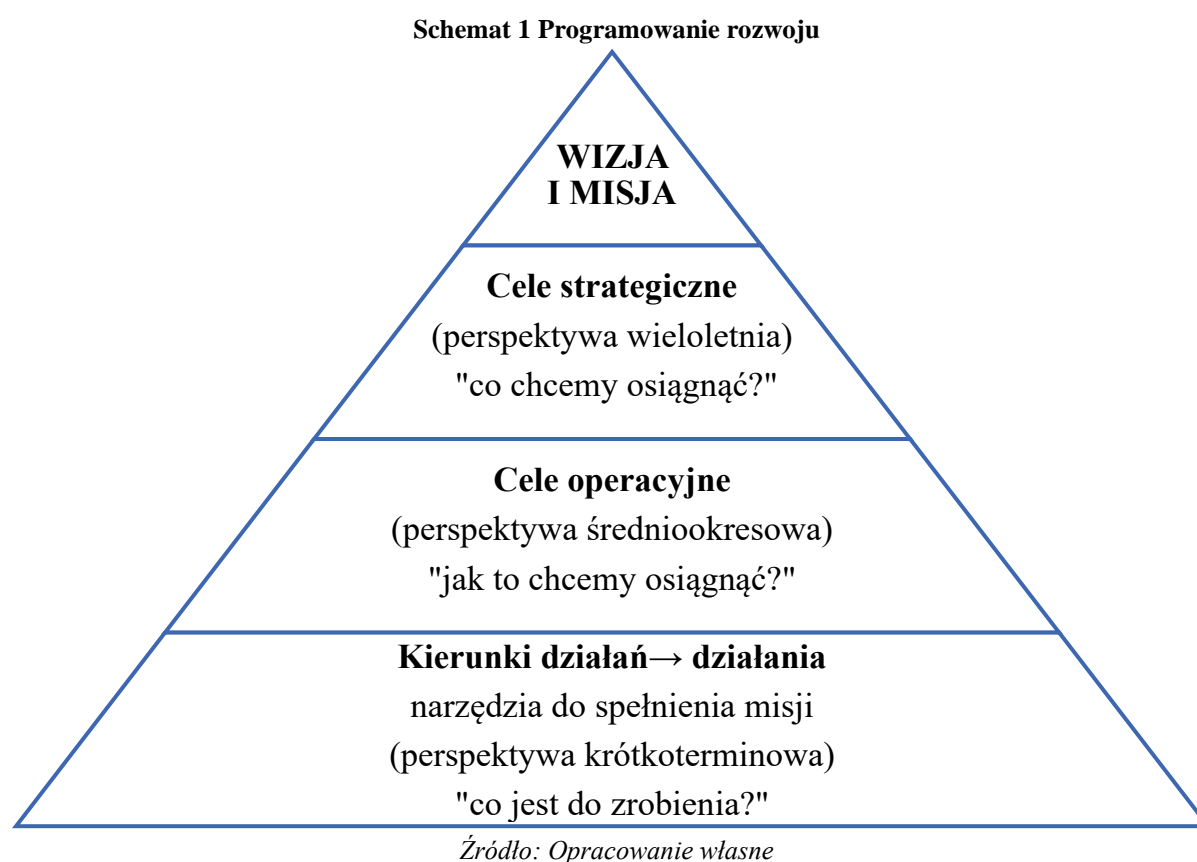 Schemat 1 Programowanie rozwoju
WIZJA
I MISJA
Cele strategiczne
(perspektywa wieloletnia)
"co chcemy osiągnąć?"
Cele operacyjne
(perspektywa średniookresowa)
"jak to chcemy osiągnąć?"
Kierunki działań→ działania
narzędzia do spełnienia misji
(perspektywa krótkoterminowa)
"co jest do zrobienia?"
Źródło: Opracowanie własne